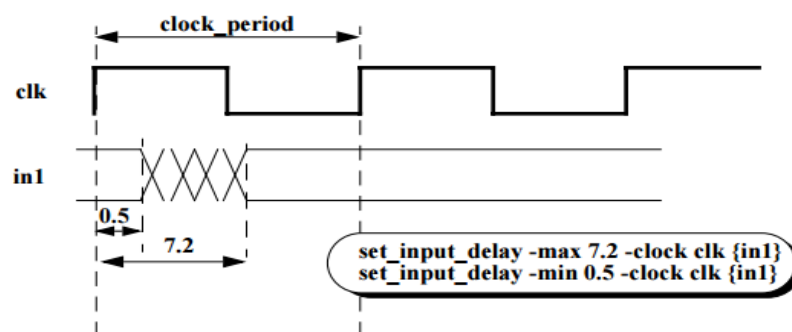 clock_period
clk
in1
0.5
7.2
set_input_delay -max 7.2 -clock clk {in1}
set_input_delay -min 0.5 -clock clk {in1}